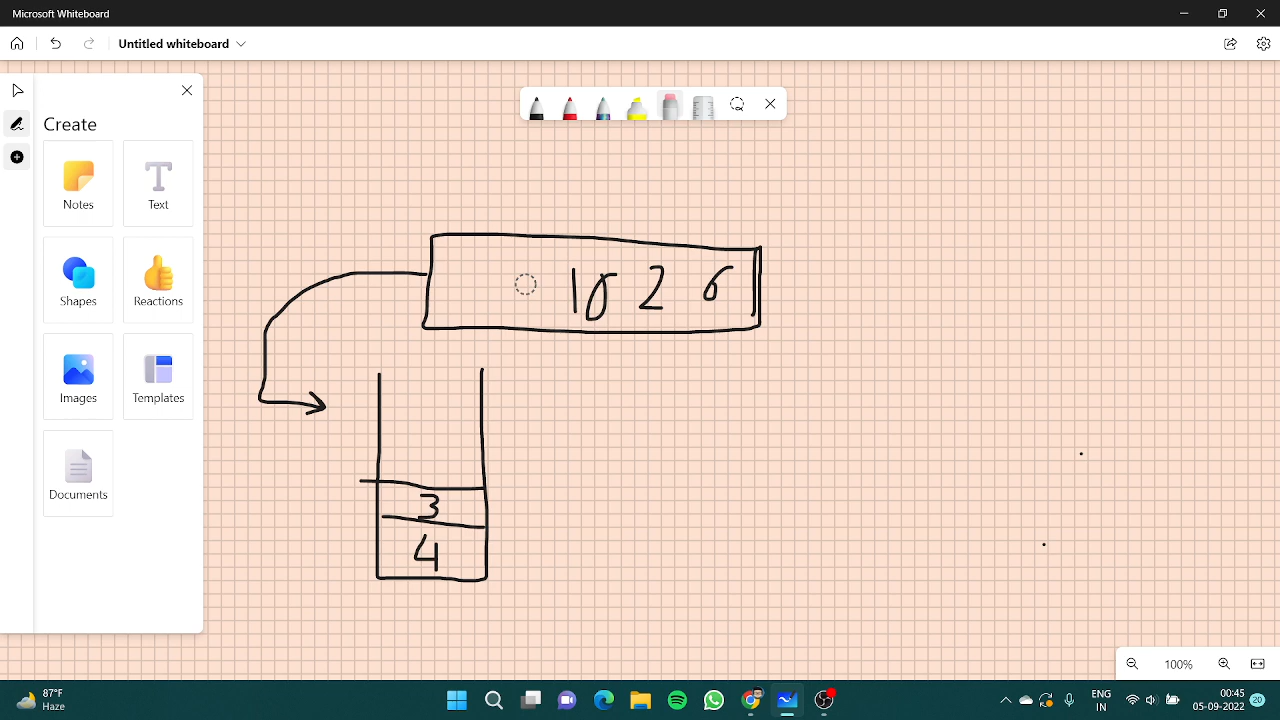 Microsoft Whiteboard
Untitled whiteboard
Create
Notes
Text
Shapes
Reactions
Images
Templates
Documents
2 6
3
4
100%
87°F
Haze
ENG
IN
00:45
05-09-2022
20